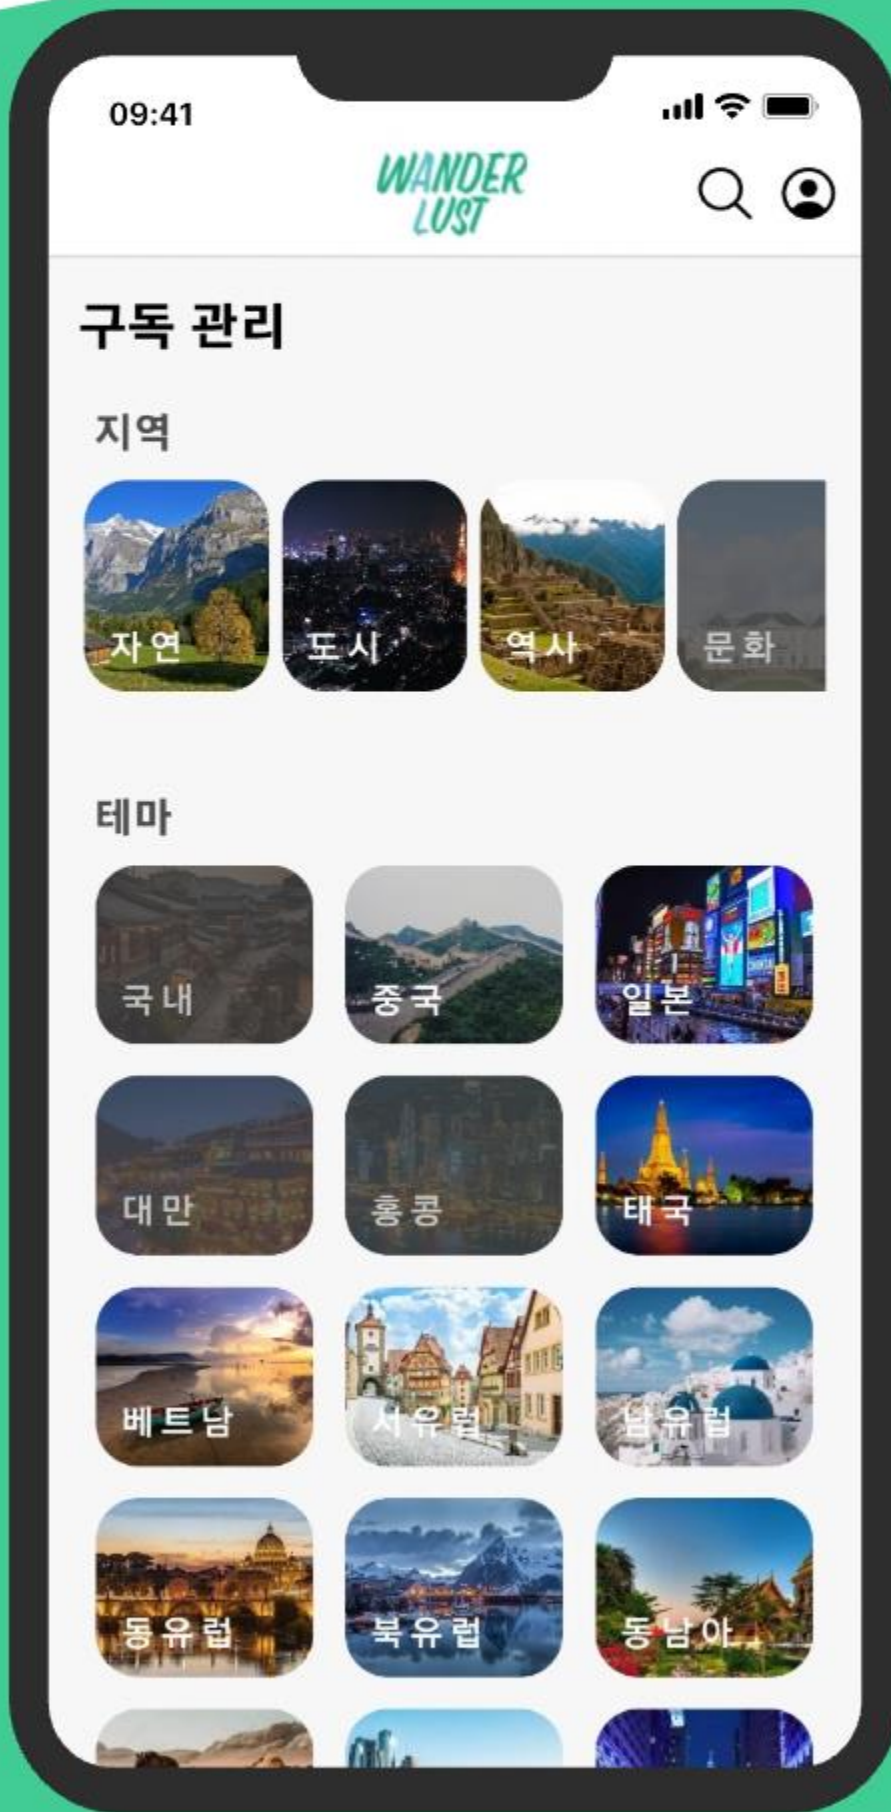 09:41
WANDER
LUST
구독 관리
지역
자연 도시 역사 문화
테마
국내 중국 일본
대만 홍콩 태국
베트남 서유럽 남유럽
동유럽 북유럽 동남아